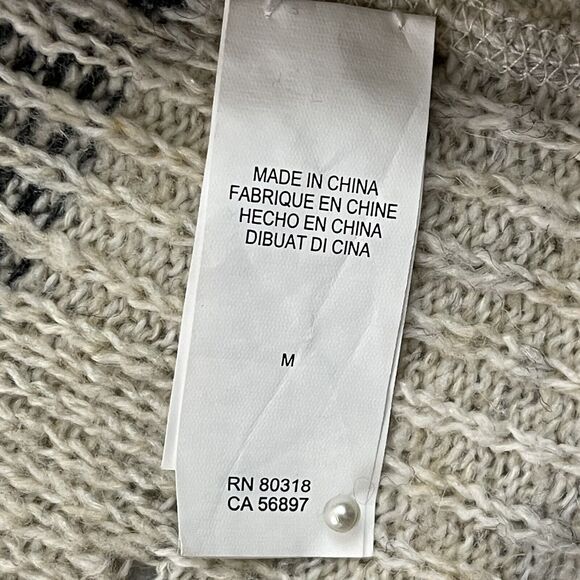 MADE IN CHINA
FABRIQUE EN CHINE
HECHO EN CHINA
DIBUAT DI CINA
M
RN 80318
CA 56897